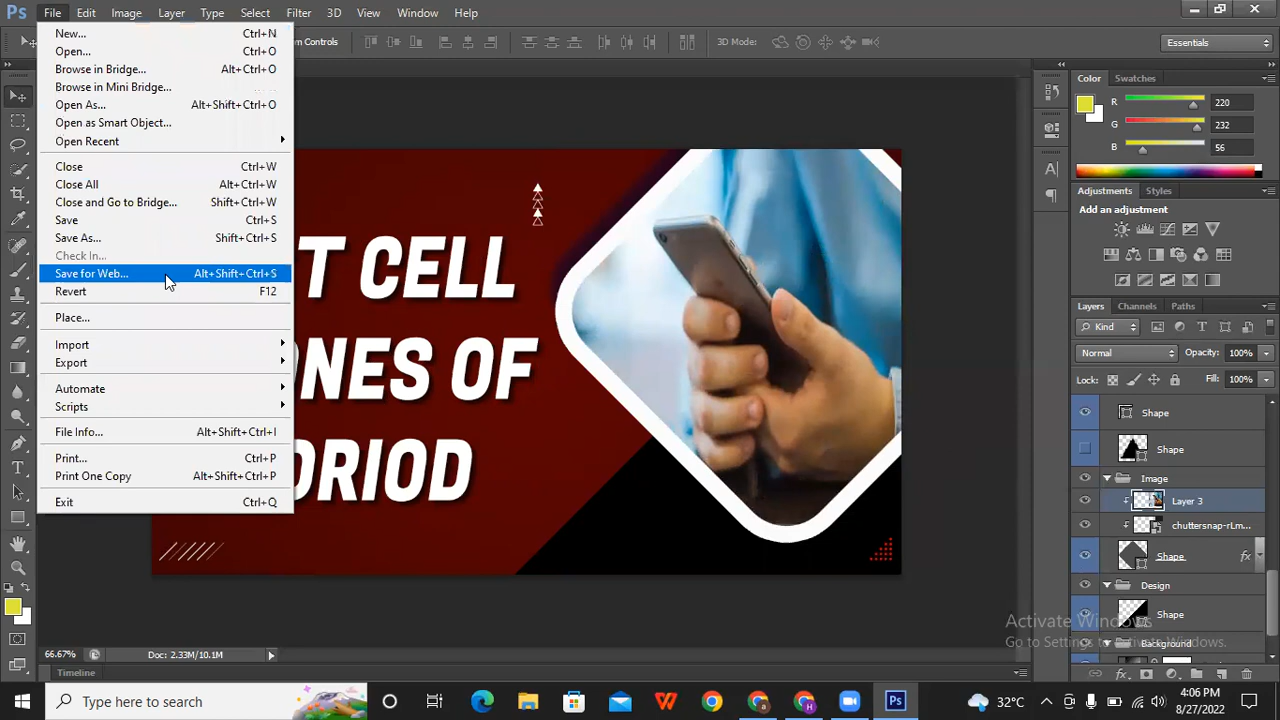 Ps File Edit Image Layer Type Select Filter 3D View Window Help
m Controls 3D Mode: Essentials
New... Ctrl+N
Open... Ctrl+O
Browse in Bridge... Alt+Ctrl+O
Browse in Mini Bridge...
Open As... Alt+Shift+Ctrl+O
Open as Smart Object...
Open Recent
Close Ctrl+W
Close All Alt+Ctrl+W
Close and Go to Bridge... Shift+Ctrl+W
Save Ctrl+S
Save As... Shift+Ctrl+S
Check In...
Save for Web... Alt+Shift+Ctrl+S
Revert F12
Place...
Import
Export
Automate
Scripts
File Info... Alt+Shift+Ctrl+I
Print... Ctrl+P
Print One Copy Alt+Shift+Ctrl+P
Exit Ctrl+Q
T CELL
NES OF
ORIOD
Color Swatches
R 220
G 232
B 56
Adjustments Styles
Add an adjustment
Layers Channels Paths
Kind
Normal Opacity: 100%
Lock: Fill: 100%
Shape
Shape
Image
Layer 3
chuttersnap-rLm...
Shape fx
Design
Shape
Background
Activate Windows
Go to Settings to Activate Windows.
66.67% Doc: 2.33M/10.1M
Timeline
Type here to search
32°C
4:06 PM
8/27/2022